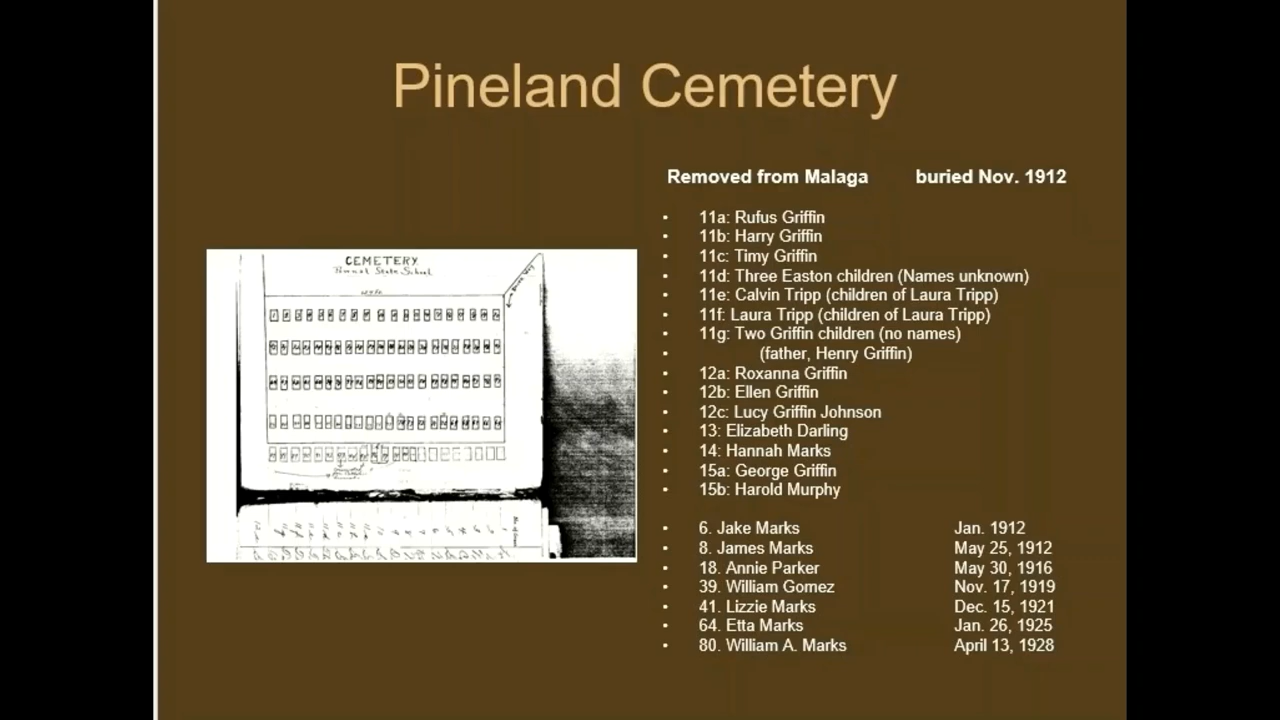 Pineland Cemetery
Removed from Malaga buried Nov. 1912
• 11a: Rufus Griffin
• 11b: Harry Griffin
• 11c: Timy Griffin
• 11d: Three Easton children (Names unknown)
• 11e: Calvin Tripp (children of Laura Tripp)
• 11f: Laura Tripp (children of Laura Tripp)
• 11g: Two Griffin children (no names)
• (father, Henry Griffin)
• 12a: Roxanna Griffin
• 12b: Ellen Griffin
• 12c: Lucy Griffin Johnson
• 13: Elizabeth Darling
• 14: Hannah Marks
• 15a: George Griffin
• 15b: Harold Murphy
• 6. Jake Marks Jan. 1912
• 8. James Marks May 25, 1912
• 18. Annie Parker May 30, 1916
• 39. William Gomez Nov. 17, 1919
• 41. Lizzie Marks Dec. 15, 1921
• 64. Etta Marks Jan. 26, 1925
• 80. William A. Marks April 13, 1928
CEMETERY
State School